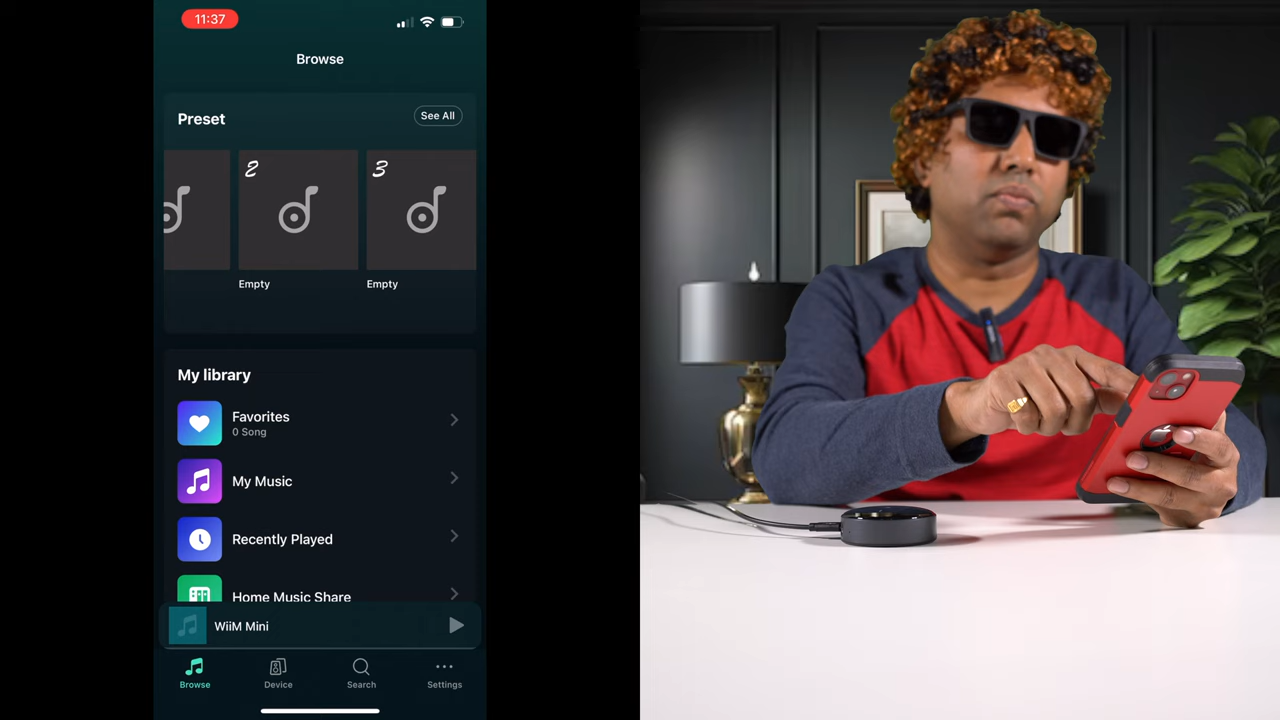 11:37
Browse
Preset
See All
2
3
Empty
Empty
My library
Favorites
0 Song
My Music
Recently Played
Home Music Share
WiiM Mini
Browse
Device
Search
Settings